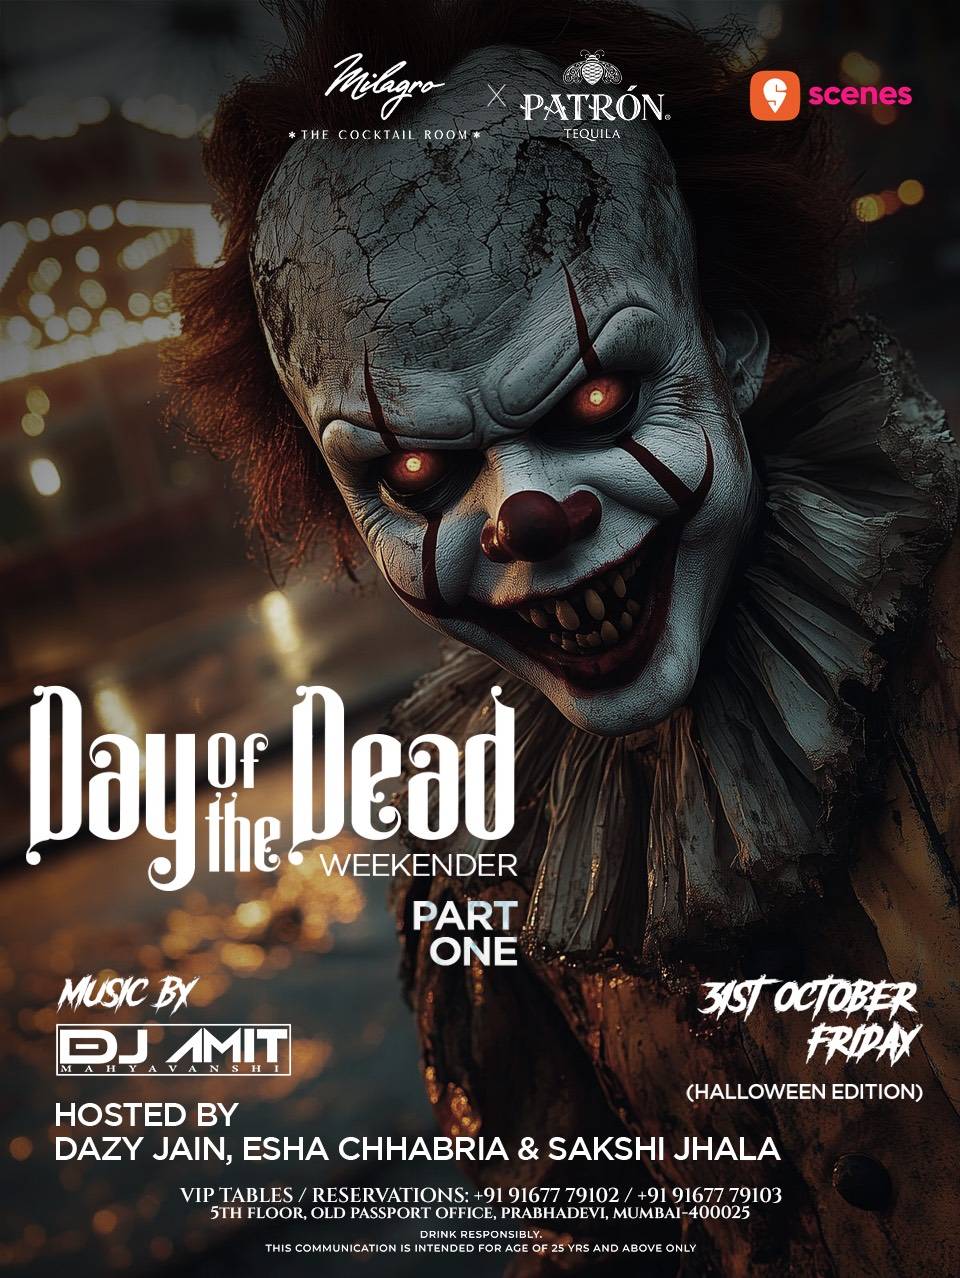 Milagro
*THE COCKTAIL ROOM*
X
PATRÓN®
TEQUILA
scenes
Day of the Dead
WEEKENDER
PART
ONE
MUSIC BY
DJ AMIT
MAHYAVANSHI
31ST OCTOBER
FRIDAY
(HALLOWEEN EDITION)
HOSTED BY
DAZY JAIN, ESHA CHHABRIA & SAKSHI JHALA
VIP TABLES / RESERVATIONS: +91 91677 79102 / +91 91677 79103
5TH FLOOR, OLD PASSPORT OFFICE, PRABHADEVI, MUMBAI-400025
DRINK RESPONSIBLY.
THIS COMMUNICATION IS INTENDED FOR AGE OF 25 YRS AND ABOVE ONLY